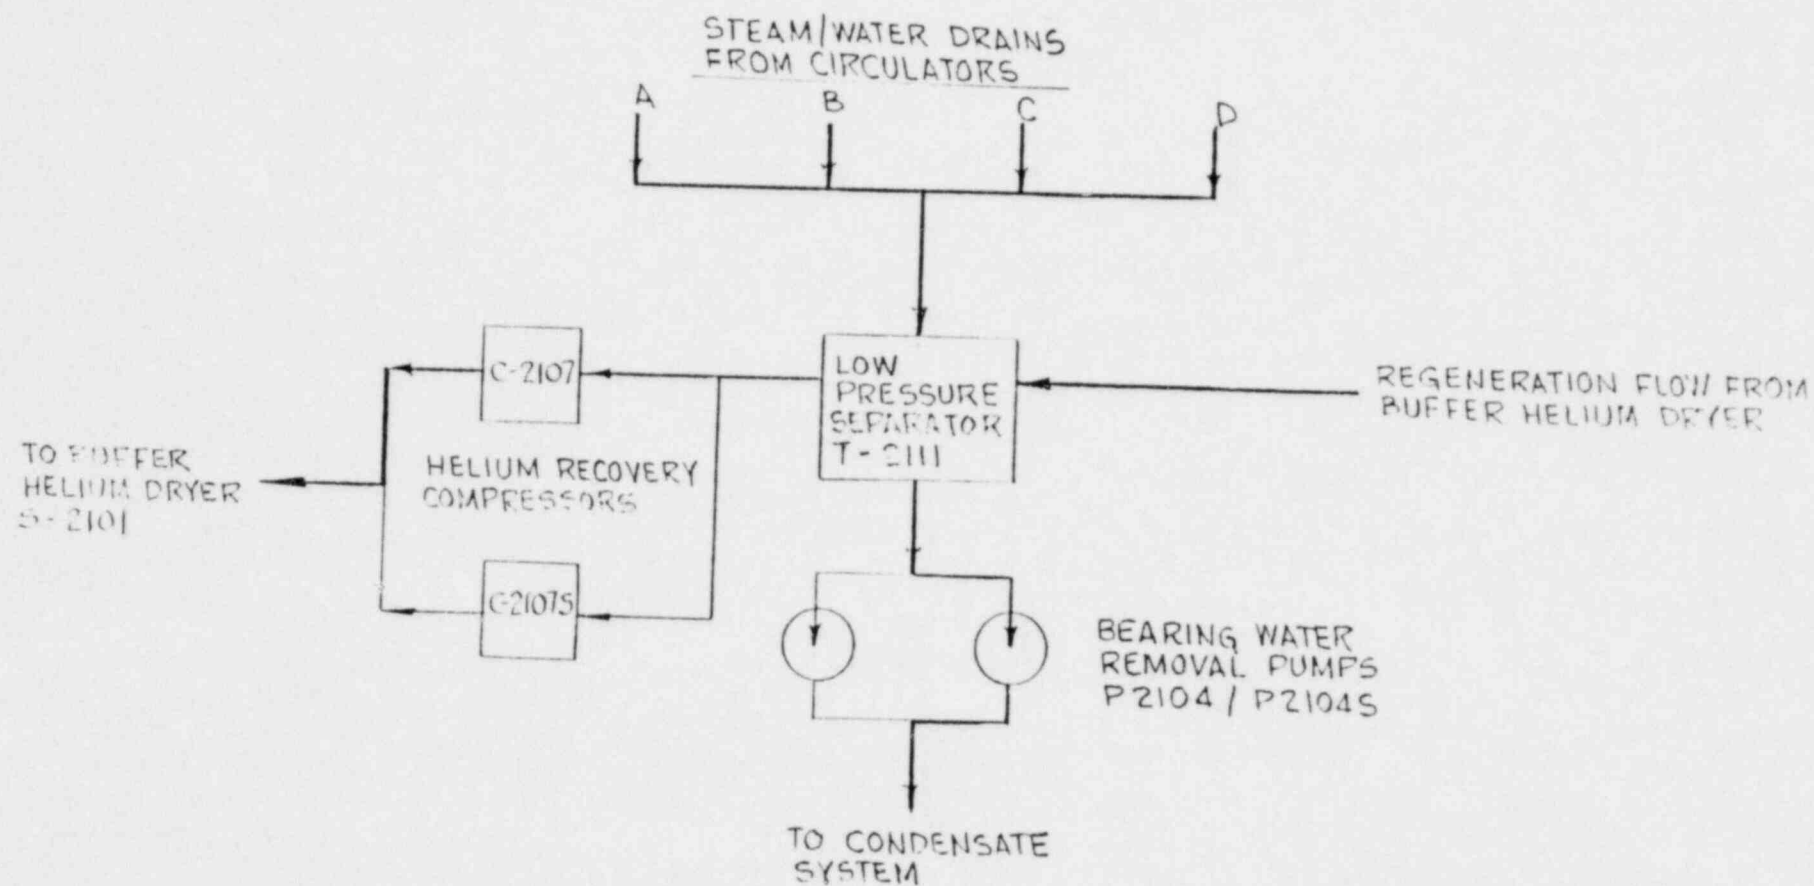 STEAM/WATER DRAINS
FROM CIRCULATORS
A
B
C
D
C-2107
LOW
PRESSURE
SEPARATOR
T-2111
REGENERATION FLOW FROM
BUFFER HELIUM DRYER
TO BUFFER
HELIUM DRYER
S-2101
HELIUM RECOVERY
COMPRESSORS
C-2107S
BEARING WATER
REMOVAL PUMPS
P2104 / P2104S
TO CONDENSATE
SYSTEM